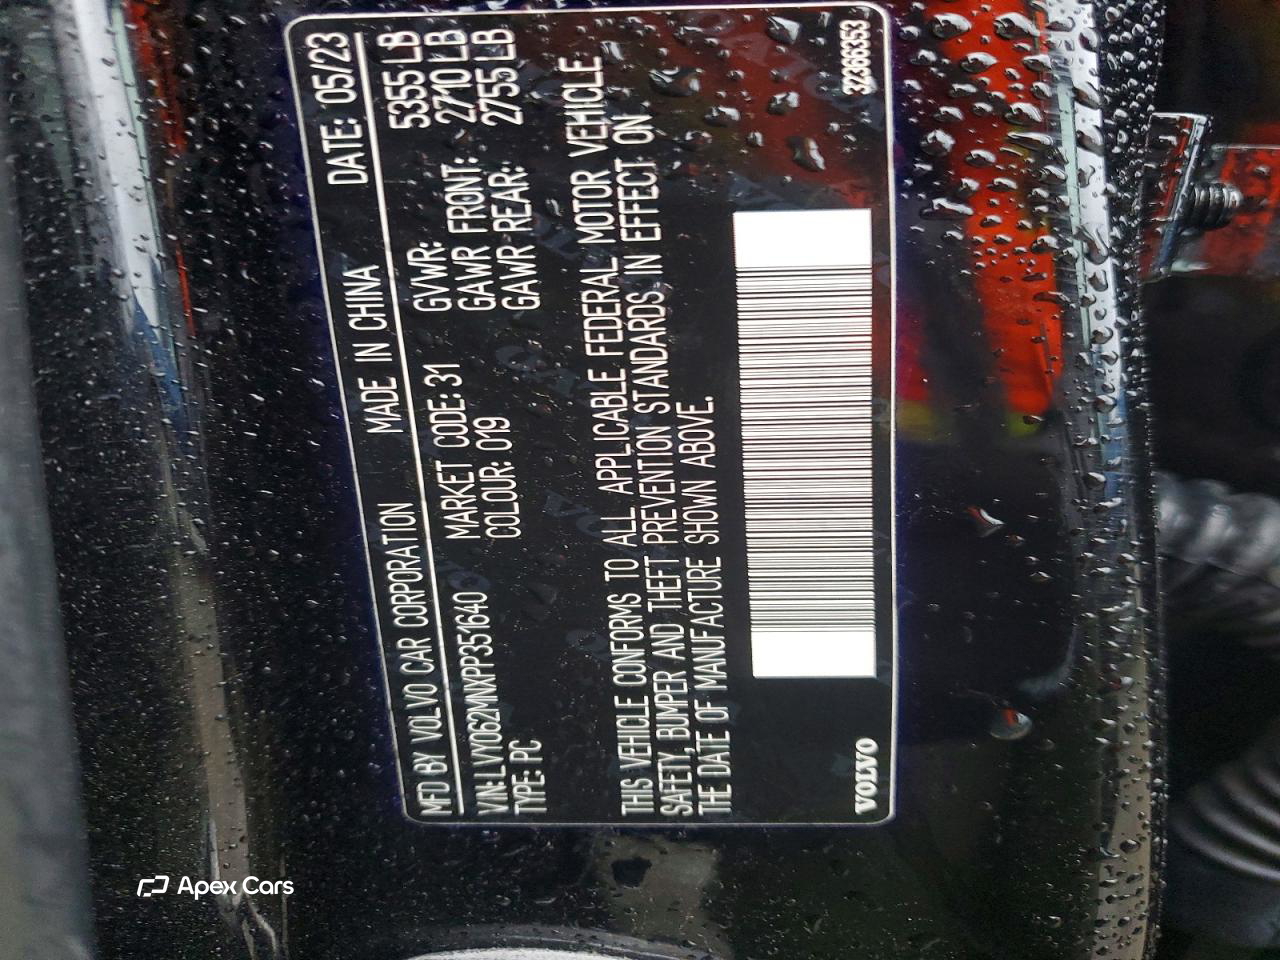 MFD BY VOLVO CAR CORPORATION MADE IN CHINA DATE: 05/23
VIN: LVY062MNXPP351640 MARKET CODE: 31 GVWR: 5355 LB
TYPE: PC COLOUR: 019 GAWR FRONT: 2710 LB
GAWR REAR: 2755 LB
THIS VEHICLE CONFORMS TO ALL APPLICABLE FEDERAL MOTOR VEHICLE
SAFETY, BUMPER AND THEFT PREVENTION STANDARDS IN EFFECT ON
THE DATE OF MANUFACTURE SHOWN ABOVE.
VOLVO 32366353
Apex Cars